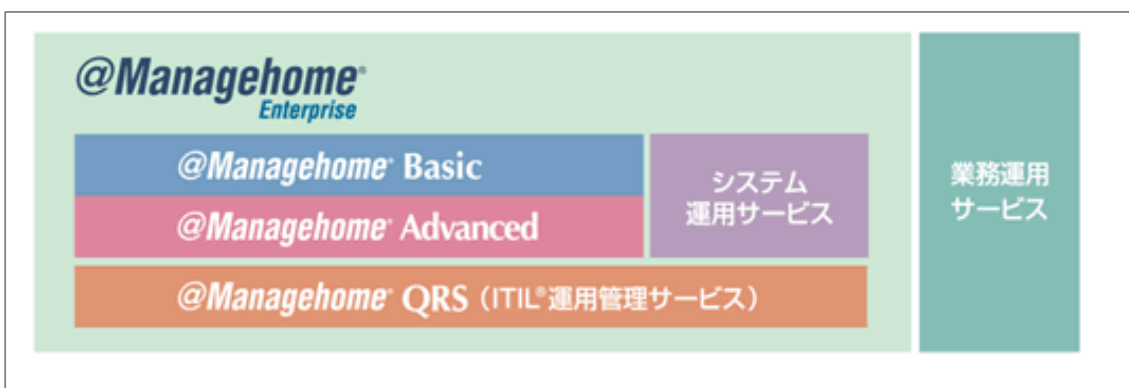 @Managehome®
Enterprise
@Managehome® Basic
@Managehome® Advanced
システム
運用サービス
@Managehome® QRS（ITIL®運用管理サービス）
業務運用
サービス